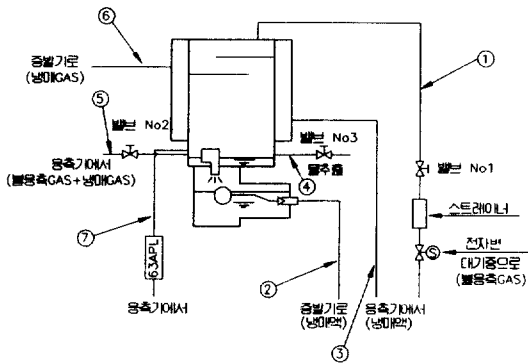 ⑥
증발기로
(냉매GAS)
①
⑤
밸브 No2
밸브 No3
응축기에서
(불응축GAS+냉매GAS)
④
물추출
밸브 No1
스트레이너
⑦
63APL
전자변
S
대기중으로
(불응축GAS)
②
응축기에서
증발기로
(냉매액)
응축기에서
(냉매액)
③